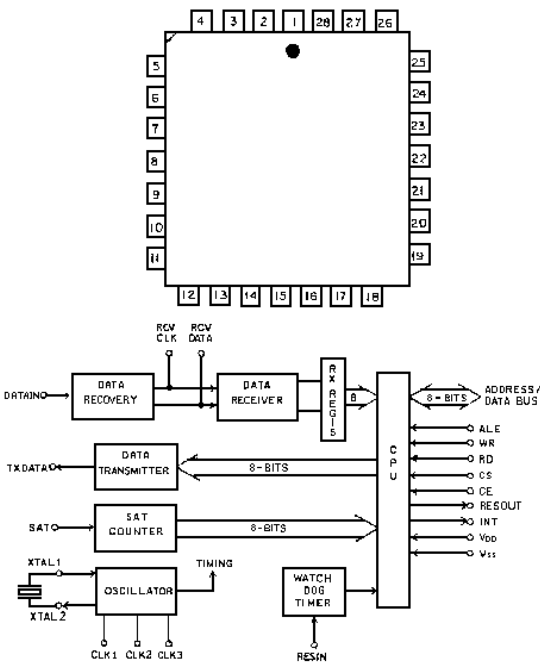 4 3 2 1 28 27 26
5 25
6 24
7 23
8 22
9 21
10 20
11 19
12 13 14 15 16 17 18
RCV CLK
RCV DATA
DATAIN
DATA RECOVERY
DATA RECEIVER
RX REGIS
8
CPU
8-BITS
ADDRESS/
DATA BUS
ALE
WR
RD
CS
CE
RESOUT
INT
VDD
VSS
TXDATA
DATA TRANSMITTER
8-BITS
SAT
SAT COUNTER
8-BITS
XTAL1
XTAL2
OSCILLATOR
TIMING
CLK1 CLK2 CLK3
WATCH
DOG
TIMER
RESIN